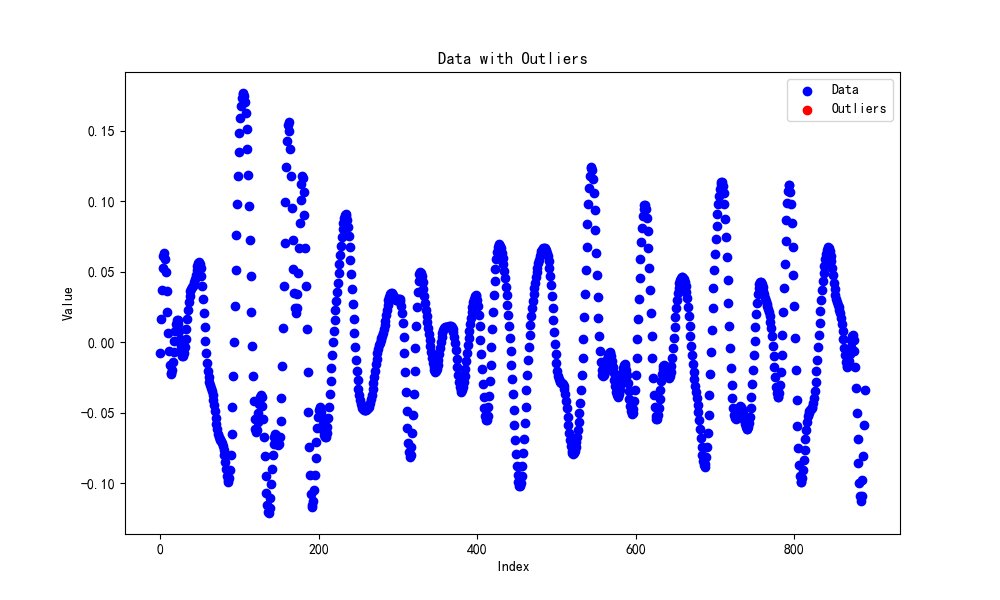 Data with Outliers
Data
Outliers
0.15
0.10
0.05
0.00
−0.05
−0.10
Value
0 200 400 600 800
Index